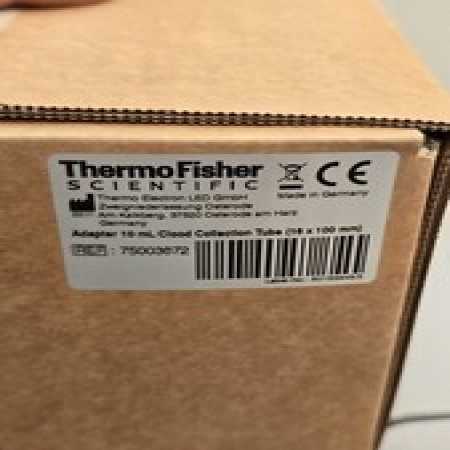 ThermoFisher
SCIENTIFIC
CE
Made in Germany
Thermo Electron LED GmbH
Zweigniederlassung Osterode
Am Kalkberg, 37520 Osterode am Harz
Germany
Adapter 10 mL Blood Collection Tube (16 x 100 mm)
REF : 75003672